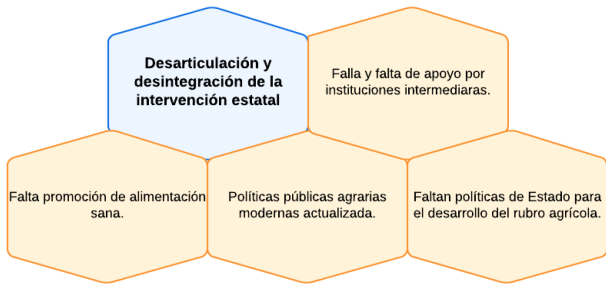 Desarticulación y
desintegración de la
intervención estatal
Falla y falta de apoyo por
instituciones intermediaras.
Falta promoción de alimentación
sana.
Políticas públicas agrarias
modernas actualizada.
Faltan políticas de Estado para
el desarrollo del rubro agrícola.